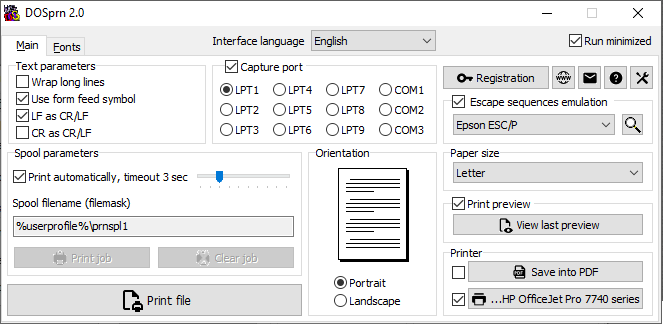 DOSprn 2.0
Main
Fonts
Interface language
English
Run minimized
Text parameters
Wrap long lines
Use form feed symbol
LF as CR/LF
CR as CR/LF
Capture port
LPT1 LPT4 LPT7 COM1
LPT2 LPT5 LPT8 COM2
LPT3 LPT6 LPT9 COM3
Registration
www
Escape sequences emulation
Epson ESC/P
Spool parameters
Print automatically, timeout 3 sec
Spool filename (filemask)
%userprofile%\prnspl1
Print job
Clear job
Print file
Orientation
Portrait
Landscape
Paper size
Letter
Print preview
View last preview
Printer
Save into PDF
...HP OfficeJet Pro 7740 series